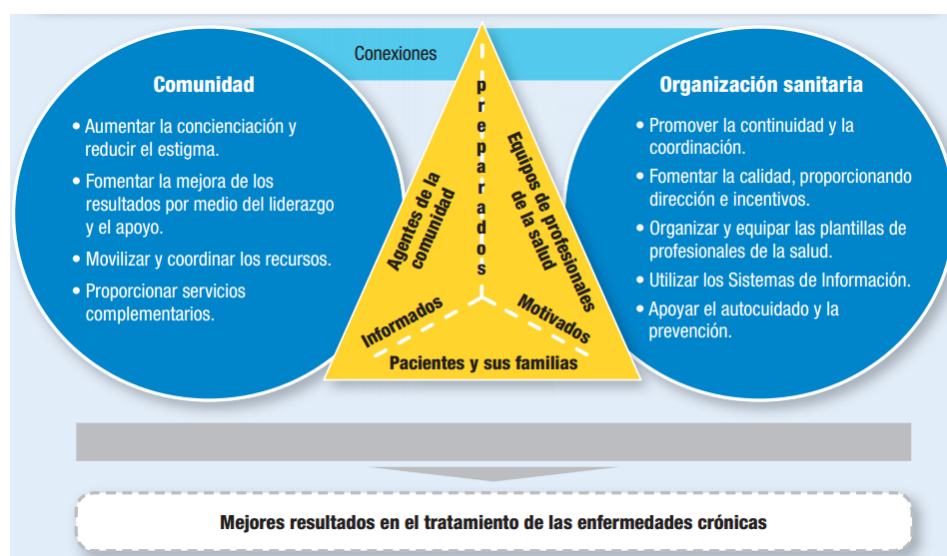 Conexiones
Comunidad
• Aumentar la concienciación y
reducir el estigma.
• Fomentar la mejora de los
resultados por medio del liderazgo
y el apoyo.
• Movilizar y coordinar los recursos.
• Proporcionar servicios
complementarios.
preparados
Agentes de la
comunidad
Equipos de profesionales
de la salud
Informados
Motivados
Pacientes y sus familias
Organización sanitaria
• Promover la continuidad y la
coordinación.
• Fomentar la calidad, proporcionando
dirección e incentivos.
• Organizar y equipar las plantillas de
profesionales de la salud.
• Utilizar los Sistemas de Información.
• Apoyar el autocuidado y la
prevención.
Mejores resultados en el tratamiento de las enfermedades crónicas